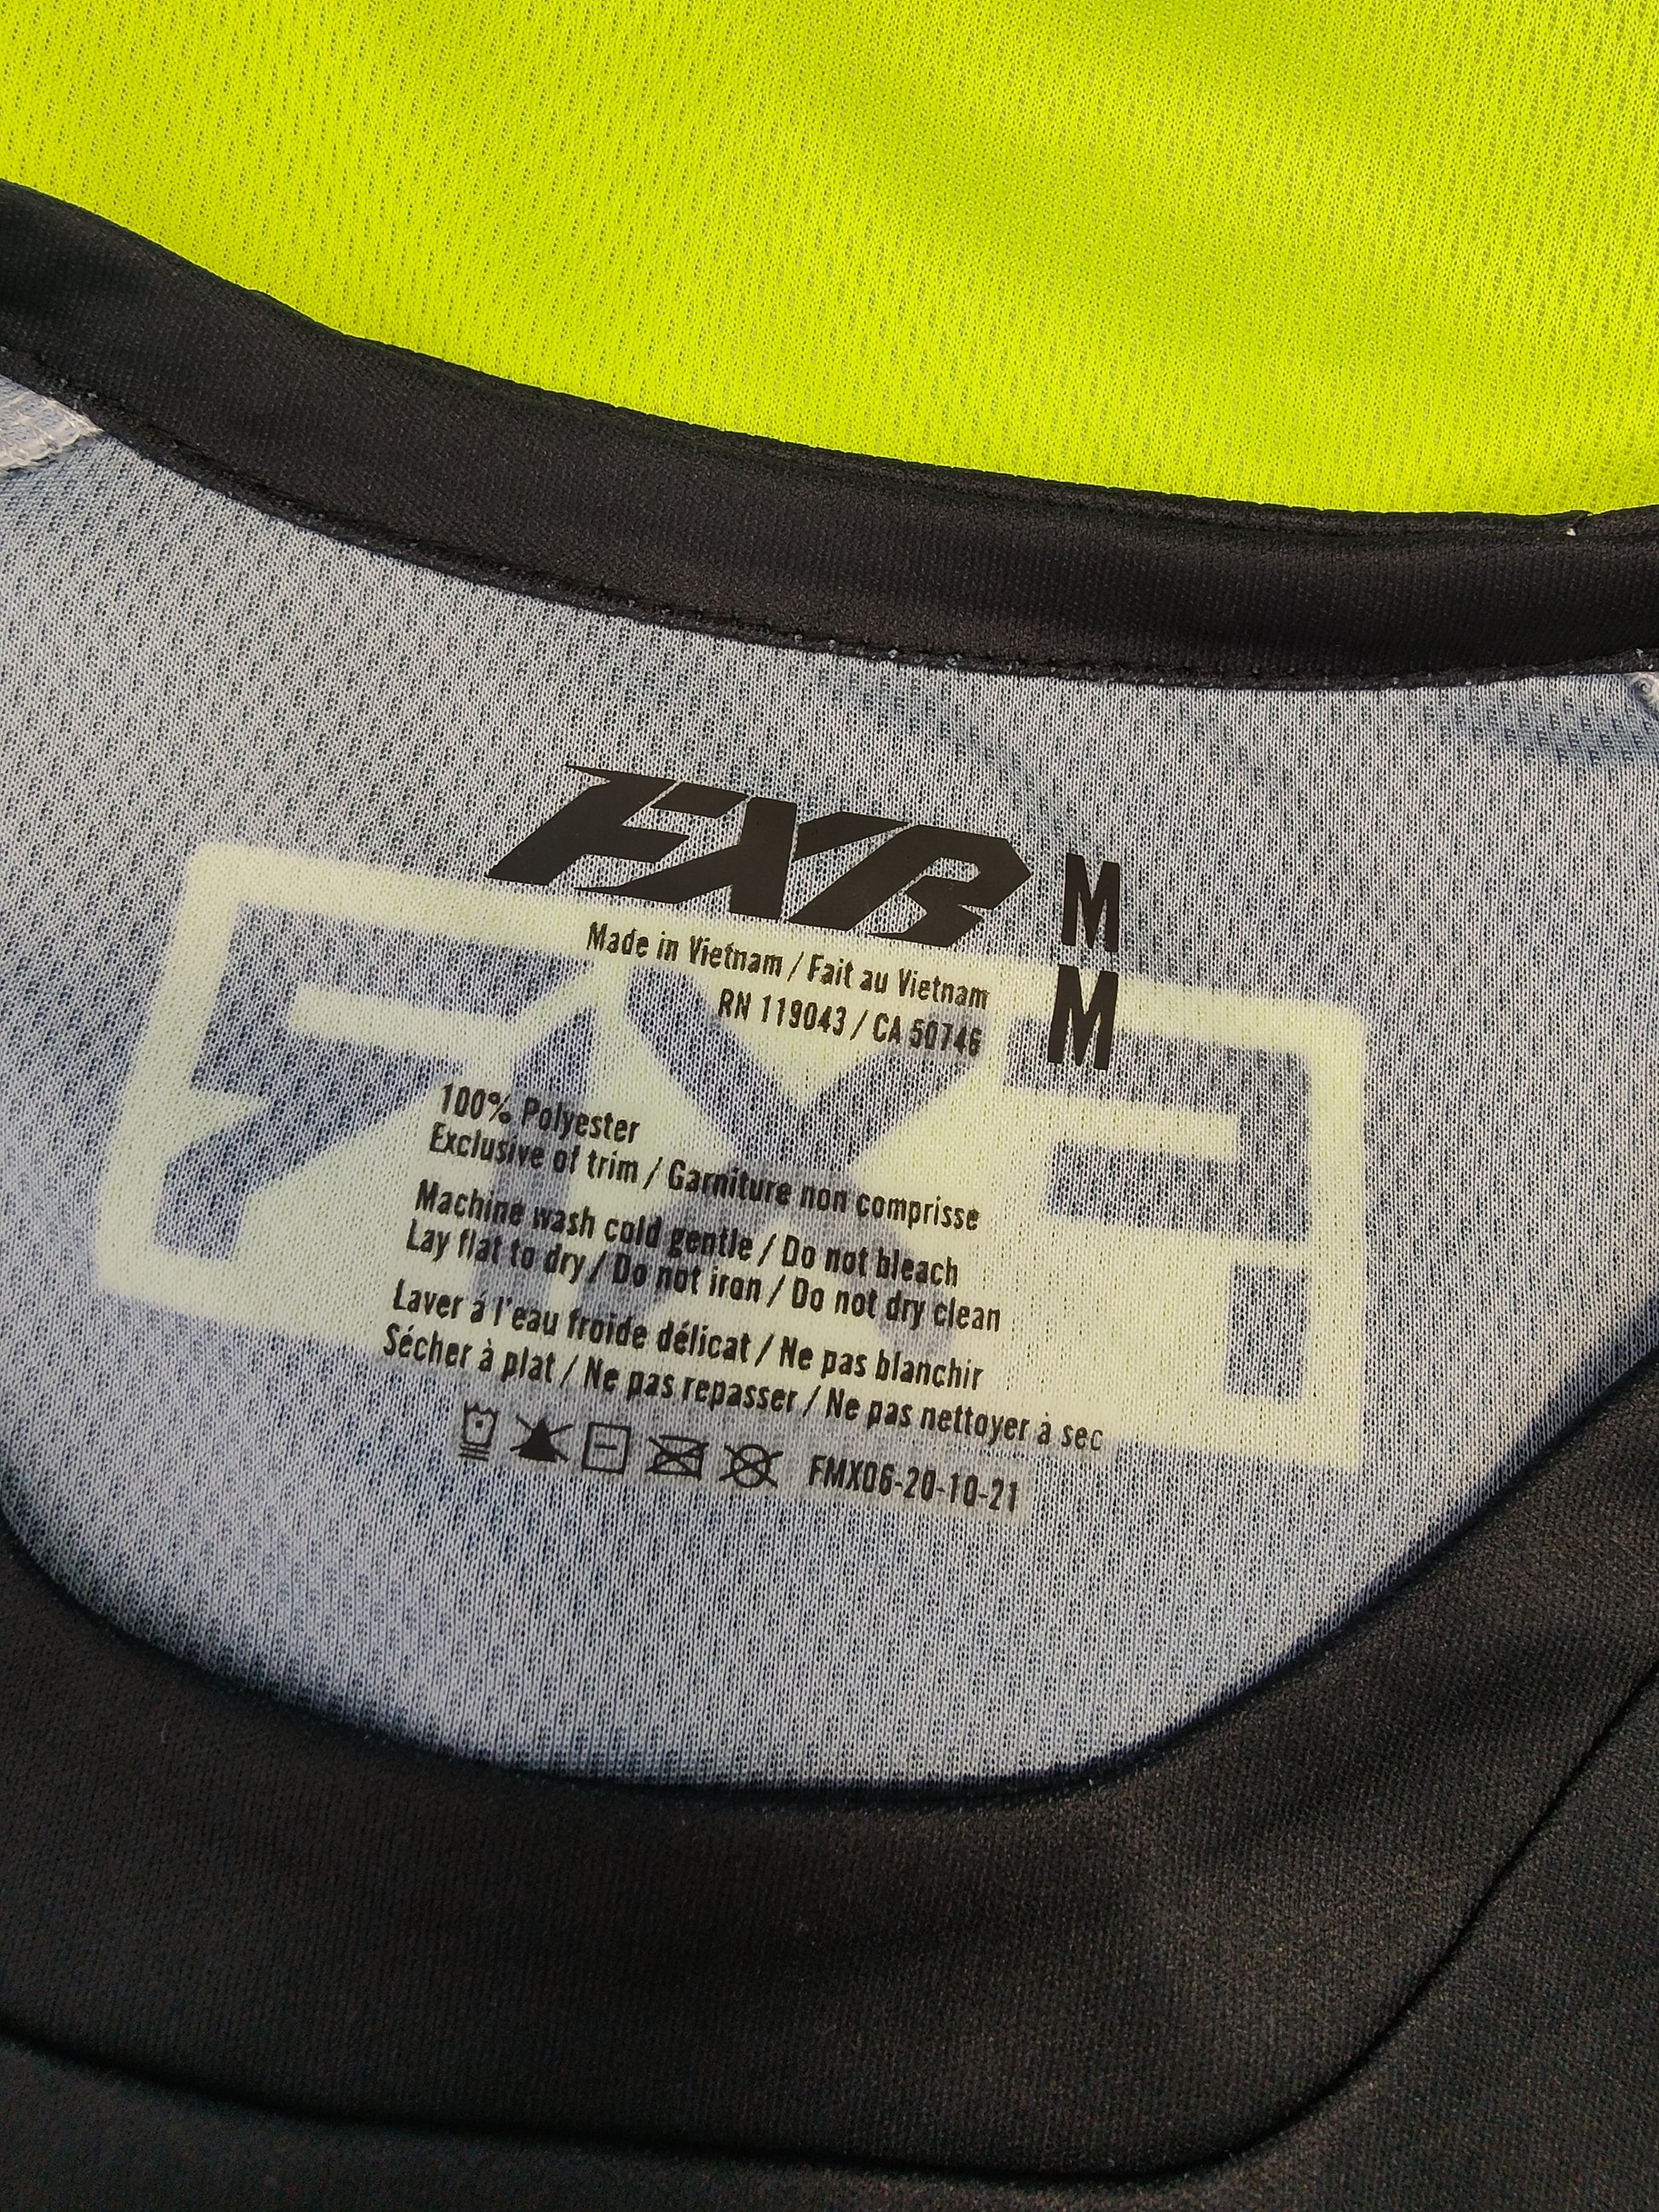 FXR M
M
Made in Vietnam / Fait au Vietnam
RN 119043 / CA 50746
100% Polyester
Exclusive of trim / Garniture non comprisse
Machine wash cold gentle / Do not bleach
Lay flat to dry / Do not iron / Do not dry clean
Laver á l'eau froide délicat / Ne pas blanchir
Sécher à plat / Ne pas repasser / Ne pas nettoyer à sec
FMX06-20-10-21
FXR